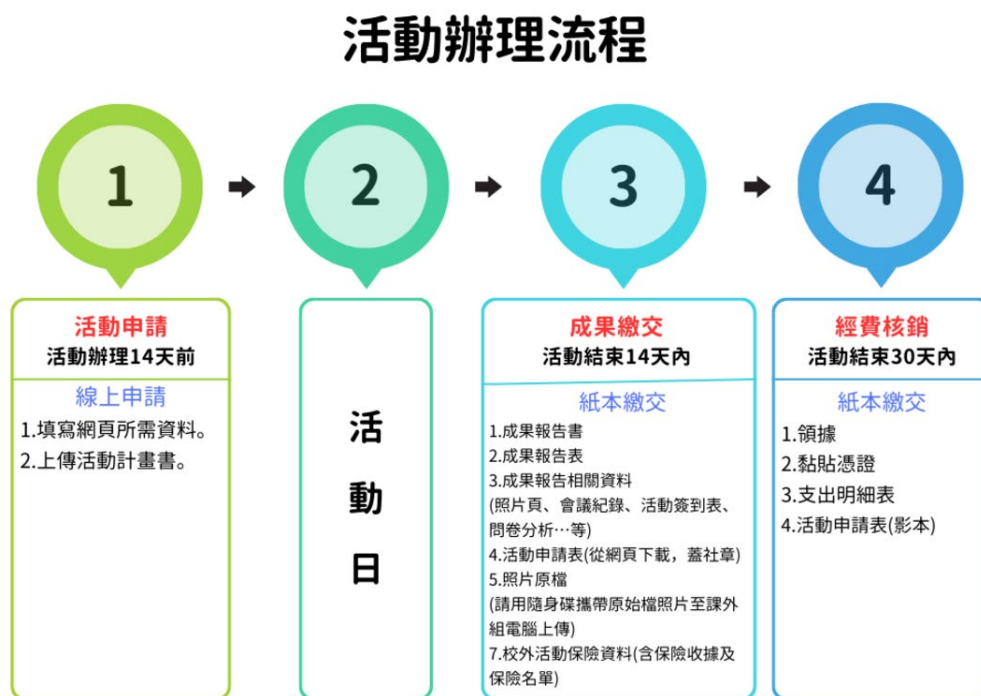 活動辦理流程
1
活動申請
活動辦理14天前
線上申請
1.填寫網頁所需資料。
2.上傳活動計畫書。
2
活
動
日
3
成果繳交
活動結束14天內
紙本繳交
1.成果報告書
2.成果報告表
3.成果報告相關資料
(照片頁、會議紀錄、活動簽到表、
問卷分析…等)
4.活動申請表(從網頁下載，蓋社章)
5.照片原檔
(請用隨身碟攜帶原始檔照片至課外
組電腦上傳)
7.校外活動保險資料(含保險收據及
保險名單)
4
經費核銷
活動結束30天內
紙本繳交
1.領據
2.黏貼憑證
3.支出明細表
4.活動申請表(影本)